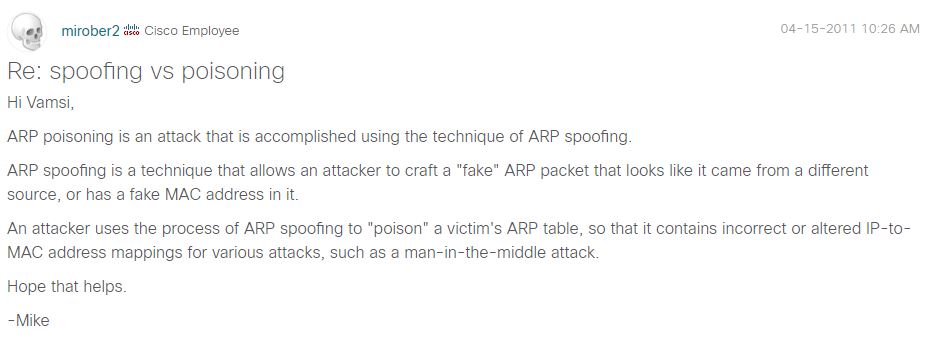 mirober2 cisco Cisco Employee 04-15-2011 10:26 AM
Re: spoofing vs poisoning
Hi Vamsi,
ARP poisoning is an attack that is accomplished using the technique of ARP spoofing.
ARP spoofing is a technique that allows an attacker to craft a "fake" ARP packet that looks like it came from a different
source, or has a fake MAC address in it.
An attacker uses the process of ARP spoofing to "poison" a victim's ARP table, so that it contains incorrect or altered IP-to-
MAC address mappings for various attacks, such as a man-in-the-middle attack.
Hope that helps.
-Mike